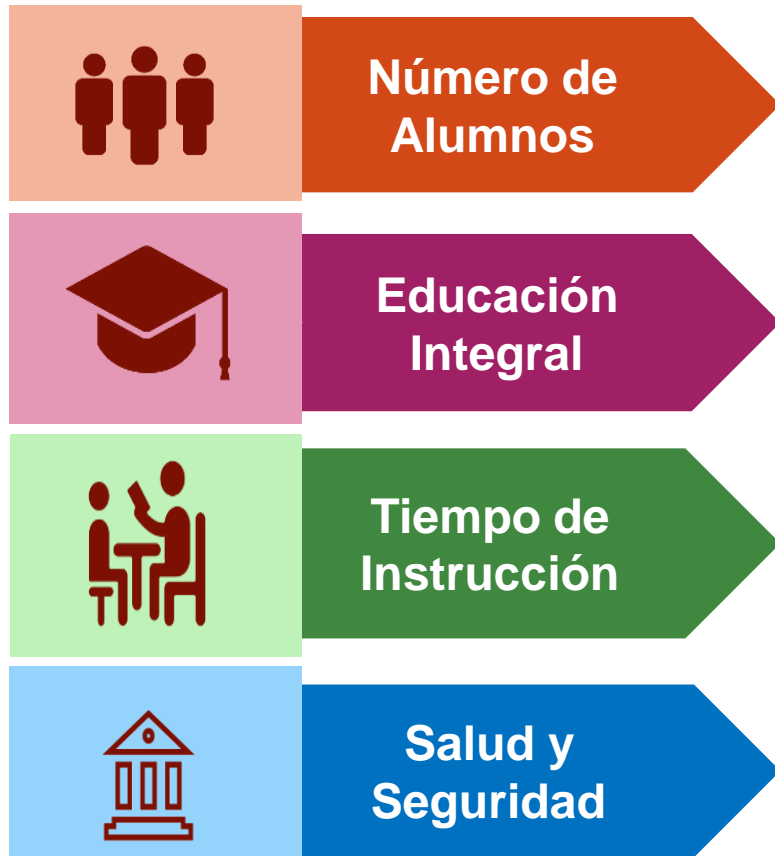 Número de
Alumnos
Educación
Integral
Tiempo de
Instrucción
Salud y
Seguridad